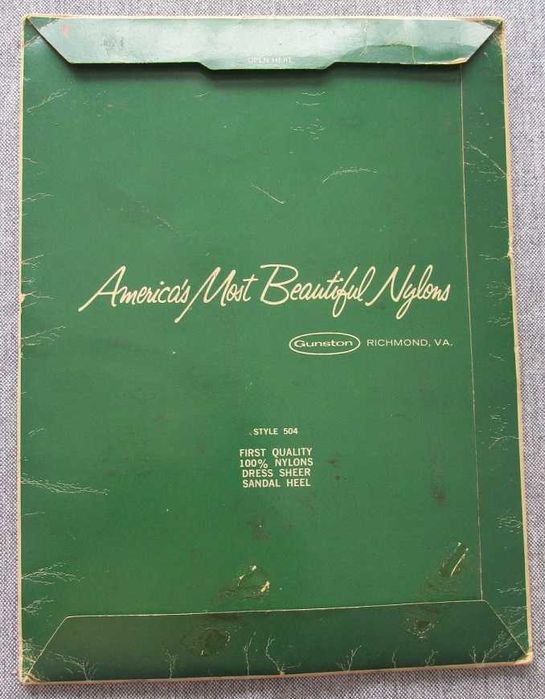 OPEN HERE
America's Most Beautiful Nylons
Gunston RICHMOND, VA.
STYLE 504
FIRST QUALITY
100% NYLONS
DRESS SHEER
SANDAL HEEL